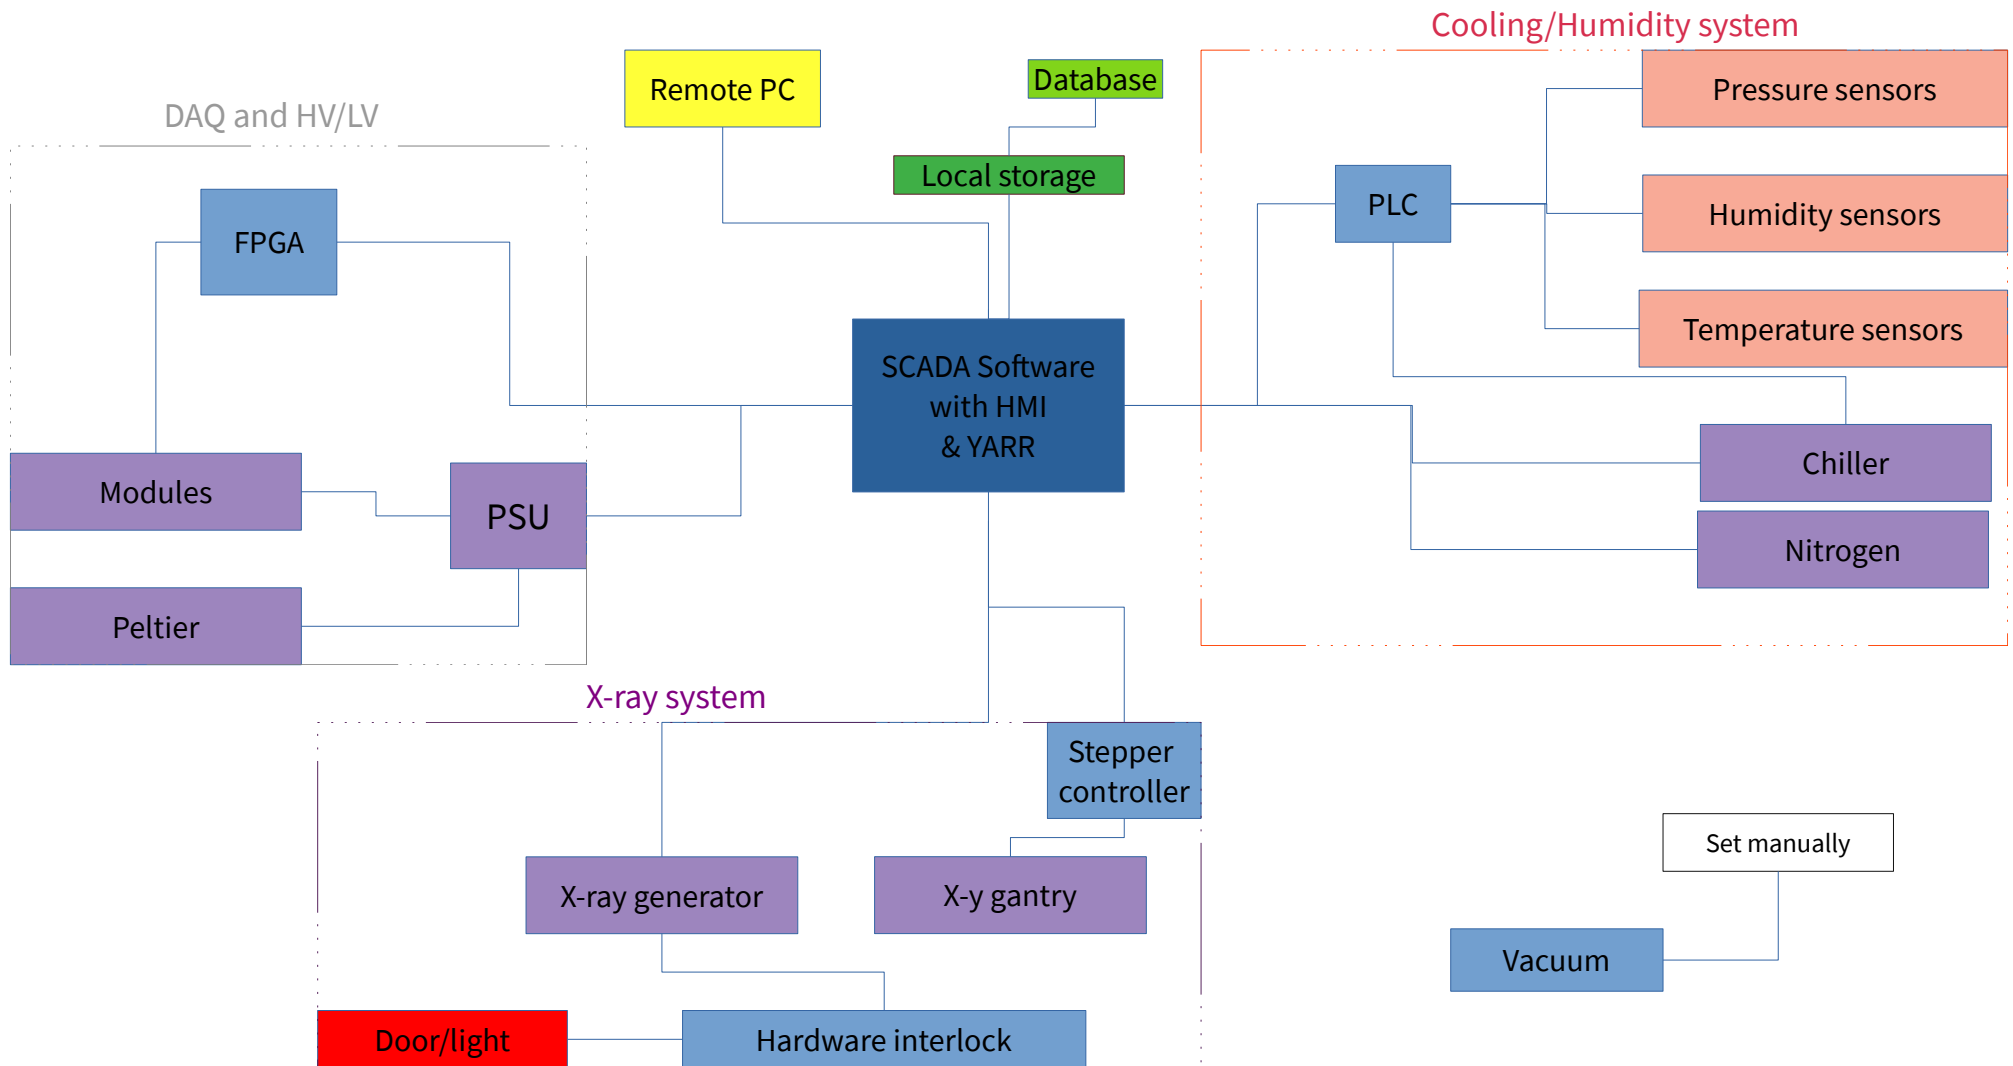 Cooling/Humidity system
Remote PC
Database
Pressure sensors
DAQ and HV/LV
Local storage
PLC
Humidity sensors
FPGA
Temperature sensors
SCADA Software
with HMI
& YARR
Chiller
Modules
PSU
Nitrogen
Peltier
X-ray system
Stepper
controller
Set manually
X-ray generator
X-y gantry
Vacuum
Door/light
Hardware interlock